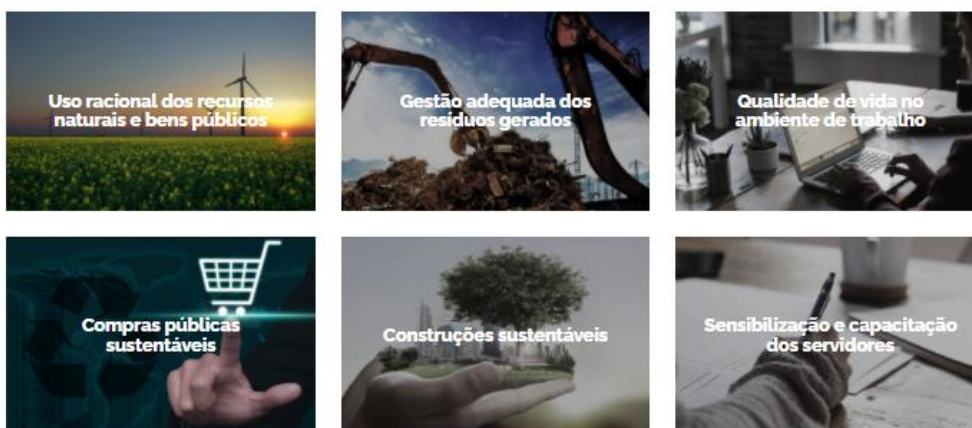 Uso racional dos recursos
naturais e bens públicos
Gestão adequada dos
resíduos gerados
Qualidade de vida no
ambiente de trabalho
Compras públicas
sustentáveis
Construções sustentáveis
Sensibilização e capacitação
dos servidores